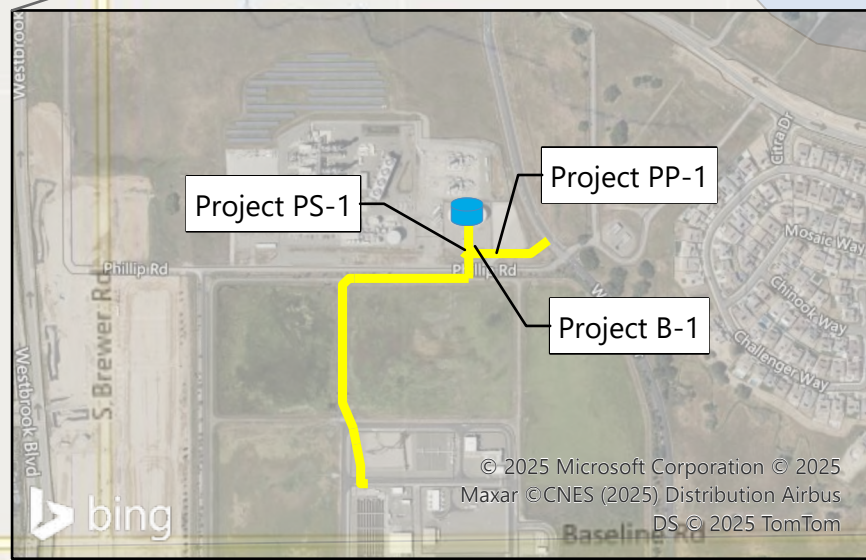 Westbrook
Citra Dr
Project PP-1
Project PS-1
Mosaic Way
Phillip Rd
Phillip Rd
Chinook Way
S. Brewer Rd
Project B-1
Challenger Way
Westbrook Blvd
W
© 2025 Microsoft Corporation © 2025
Maxar ©CNES (2025) Distribution Airbus
DS © 2025 TomTom
bing
Baseline Rd